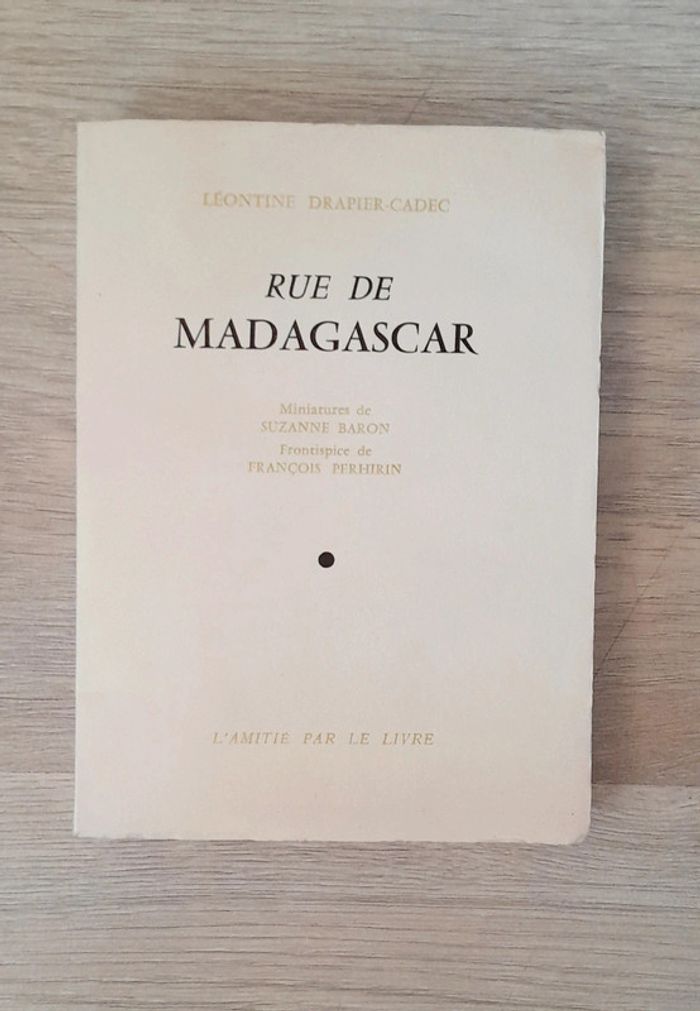 LÉONTINE DRAPIER-CADEC
RUE DE
MADAGASCAR
Miniatures de
SUZANNE BARON
Frontispice de
FRANÇOIS PERHIRIN
L'AMITIÉ PAR LE LIVRE